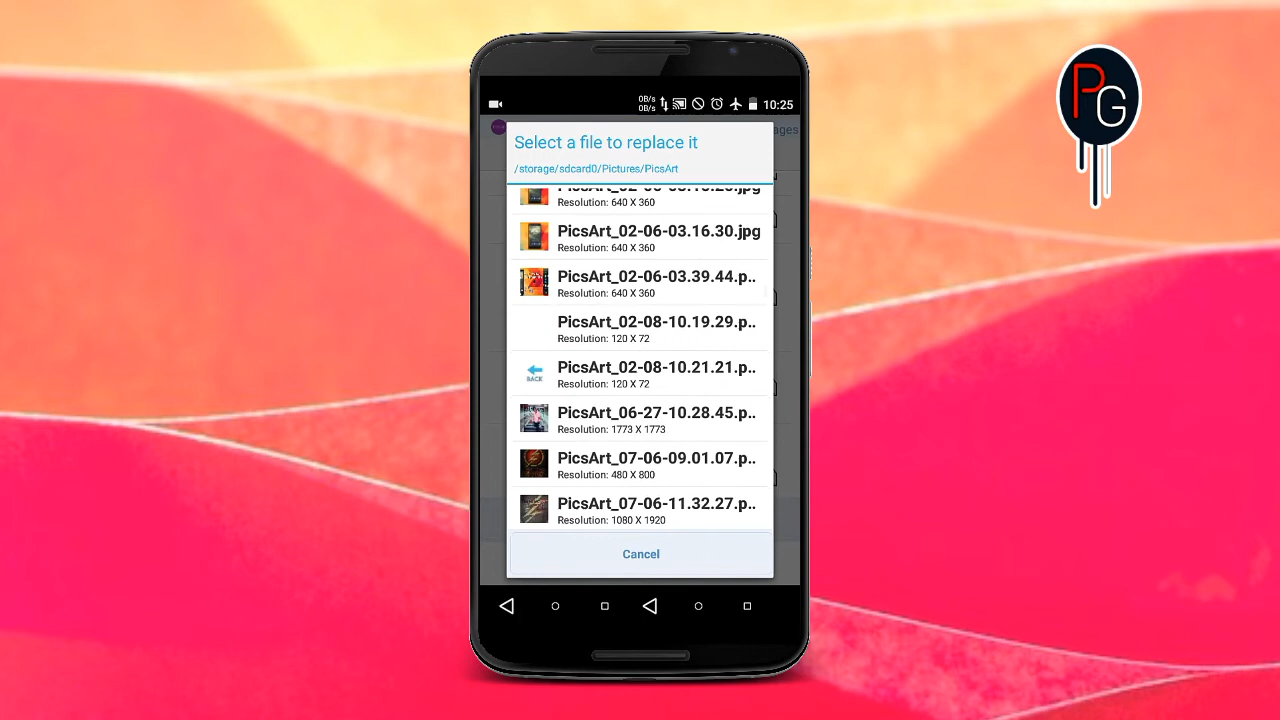 PG
0B/s
0B/s
10:25
ages
Select a file to replace it
/storage/sdcard0/Pictures/PicsArt
Resolution: 640 X 360
PicsArt_02-06-03.16.30.jpg
Resolution: 640 X 360
PicsArt_02-06-03.39.44.p..
Resolution: 640 X 360
PicsArt_02-08-10.19.29.p..
Resolution: 120 X 72
BACK
PicsArt_02-08-10.21.21.p..
Resolution: 120 X 72
PicsArt_06-27-10.28.45.p..
Resolution: 1773 X 1773
PicsArt_07-06-09.01.07.p..
Resolution: 480 X 800
PicsArt_07-06-11.32.27.p..
Resolution: 1080 X 1920
Cancel